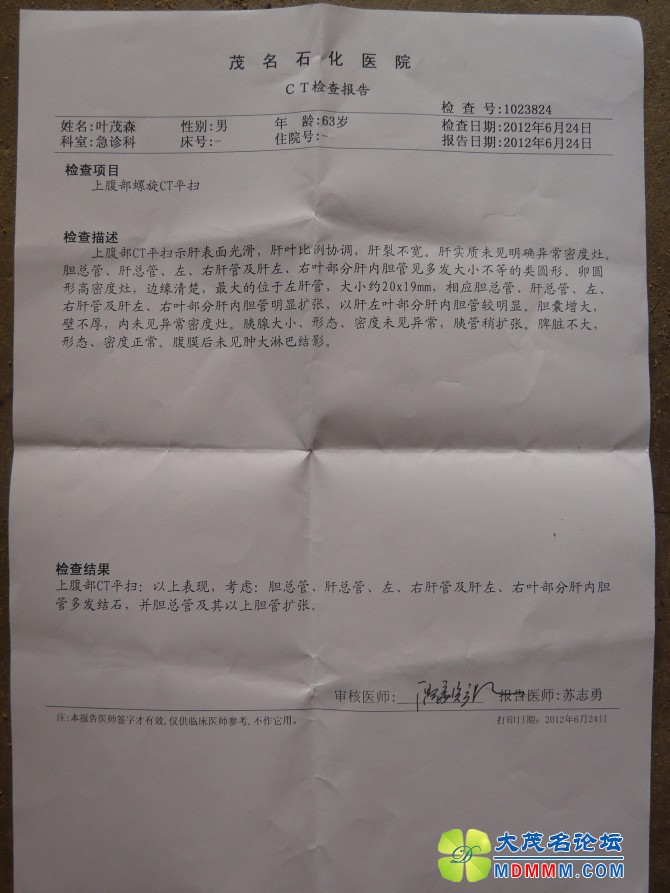 茂名石化医院
CT检查报告
检查号:1023824
姓名:叶茂森 性别:男 年龄:63岁 检查日期:2012年6月24日
科室:急诊科 床号:- 住院号:- 报告日期:2012年6月24日
检查项目
上腹部螺旋CT平扫
检查描述
上腹部CT平扫示肝表面光滑，肝叶比例协调，肝裂不宽。肝实质未见明确异常密度灶。
胆总管、肝总管、左、右肝管及肝左、右叶部分肝内胆管见多发大小不等的类圆形、卵圆
形高密度灶，边缘清楚，最大的位于左肝管，大小约20x19mm，相应胆总管、肝总管、左、
右肝管及肝左、右叶部分肝内胆管明显扩张，以肝左叶部分肝内胆管较明显。胆囊增大，
壁不厚，内未见异常密度灶。胰腺大小、形态、密度未见异常，胰管稍扩张。脾脏不大，
形态、密度正常。腹膜后未见肿大淋巴结影。
检查结果
上腹部CT平扫：以上表现，考虑：胆总管、肝总管、左、右肝管及肝左、右叶部分肝内胆
管多发结石，并胆总管及其以上胆管扩张。
审核医师: 报告医师:苏志勇
注:本报告医师签字才有效,仅供临床医师参考,不作它用。 打印日期: 2012年6月24日
大茂名论坛
MDMMM.COM